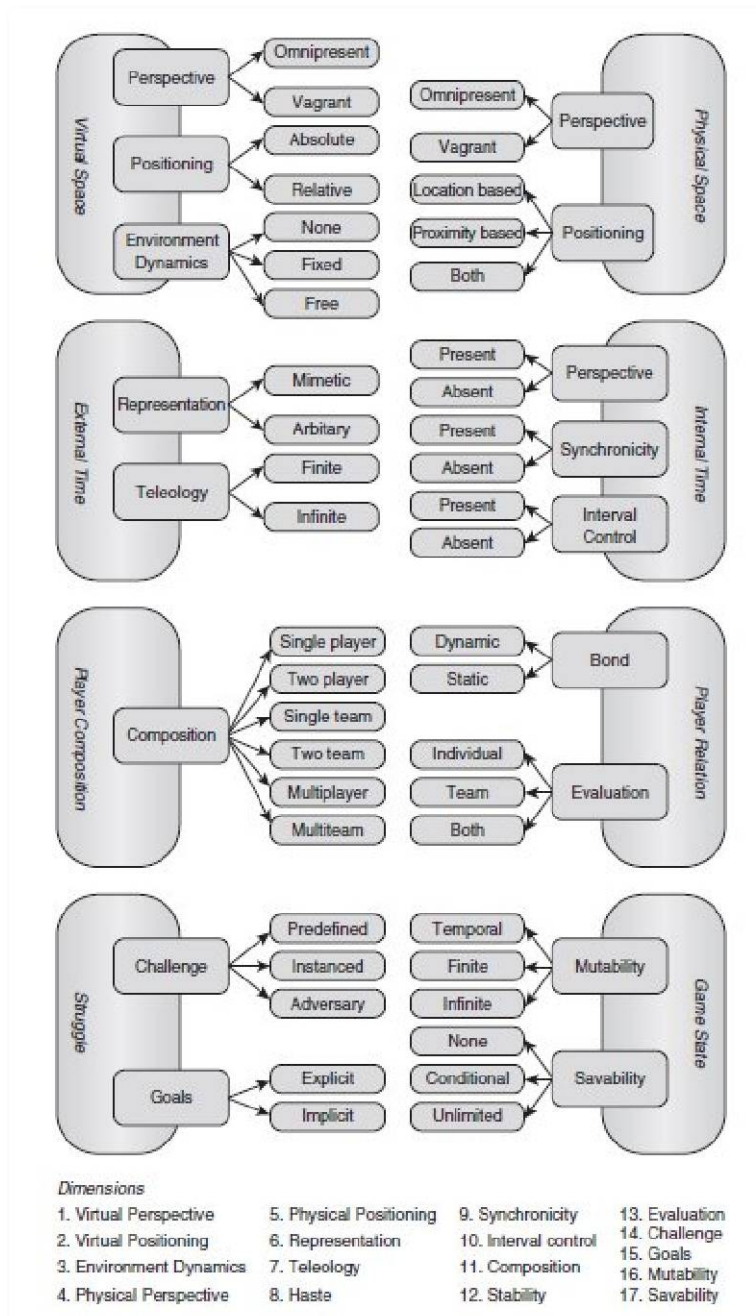 Virtual Space
Perspective
Omnipresent
Vagrant
Positioning
Absolute
Relative
Environment
Dynamics
None
Fixed
Free
Physical Space
Perspective
Omnipresent
Vagrant
Positioning
Location based
Proximity based
Both
External Time
Representation
Mimetic
Arbitary
Teleology
Finite
Infinite
Internal Time
Perspective
Present
Absent
Synchronicity
Present
Absent
Interval
Control
Present
Absent
Player Composition
Composition
Single player
Two player
Single team
Two team
Multiplayer
Multiteam
Player Relation
Bond
Dynamic
Static
Evaluation
Individual
Team
Both
Struggle
Challenge
Predefined
Instanced
Adversary
Goals
Explicit
Implicit
Game State
Mutability
Temporal
Finite
Infinite
Savability
None
Conditional
Unlimited
Dimensions
1. Virtual Perspective
2. Virtual Positioning
3. Environment Dynamics
4. Physical Perspective
5. Physical Positioning
6. Representation
7. Teleology
8. Haste
9. Synchronicity
10. Interval control
11. Composition
12. Stability
13. Evaluation
14. Challenge
15. Goals
16. Mutability
17. Savability